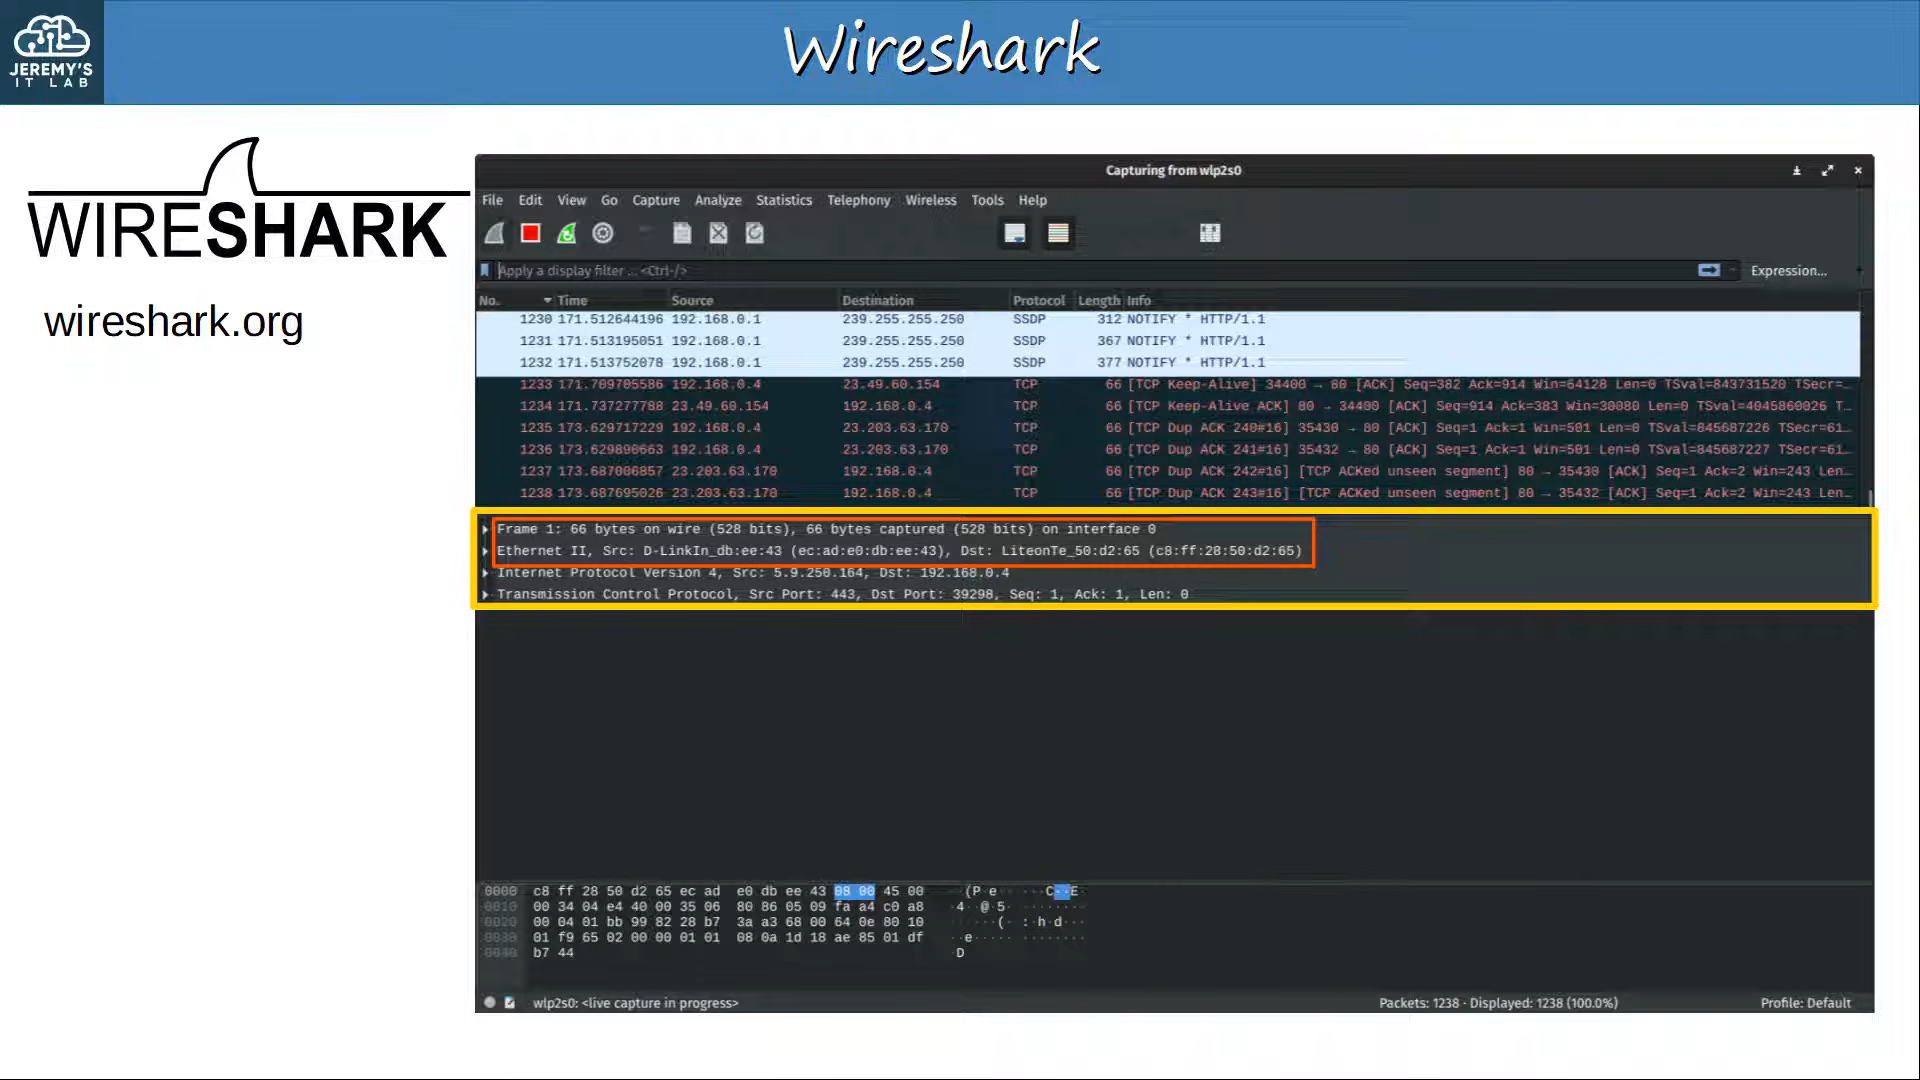 JEREMY'S
IT LAB
Wireshark
WIRESHARK
wireshark.org
Capturing from wlp2s0
File Edit View Go Capture Analyze Statistics Telephony Wireless Tools Help
Apply a display filter ... <Ctrl-/>
Expression...
No. Time Source Destination Protocol Length Info
1230 171.512644196 192.168.0.1 239.255.255.250 SSDP 312 NOTIFY * HTTP/1.1
1231 171.513195051 192.168.0.1 239.255.255.250 SSDP 367 NOTIFY * HTTP/1.1
1232 171.513752078 192.168.0.1 239.255.255.250 SSDP 377 NOTIFY * HTTP/1.1
1233 171.709705586 192.168.0.4 23.49.60.154 TCP 66 [TCP Keep-Alive] 34400 → 80 [ACK] Seq=382 Ack=914 Win=64128 Len=0 TSval=843731520 TSecr=…
1234 171.737277788 23.49.60.154 192.168.0.4 TCP 66 [TCP Keep-Alive ACK] 80 → 34400 [ACK] Seq=914 Ack=383 Win=30080 Len=0 TSval=4045860026 T…
1235 173.629717229 192.168.0.4 23.203.63.170 TCP 66 [TCP Dup ACK 240#16] 35430 → 80 [ACK] Seq=1 Ack=1 Win=501 Len=0 TSval=845687226 TSecr=61…
1236 173.629890663 192.168.0.4 23.203.63.170 TCP 66 [TCP Dup ACK 241#16] 35432 → 80 [ACK] Seq=1 Ack=1 Win=501 Len=0 TSval=845687227 TSecr=61…
1237 173.687006857 23.203.63.170 192.168.0.4 TCP 66 [TCP Dup ACK 242#16] [TCP ACKed unseen segment] 80 → 35430 [ACK] Seq=1 Ack=2 Win=243 Len…
1238 173.687695026 23.203.63.170 192.168.0.4 TCP 66 [TCP Dup ACK 243#16] [TCP ACKed unseen segment] 80 → 35432 [ACK] Seq=1 Ack=2 Win=243 Len…
Frame 1: 66 bytes on wire (528 bits), 66 bytes captured (528 bits) on interface 0
Ethernet II, Src: D-LinkIn_db:ee:43 (ec:ad:e0:db:ee:43), Dst: LiteonTe_50:d2:65 (c8:ff:28:50:d2:65)
Internet Protocol Version 4, Src: 5.9.250.164, Dst: 192.168.0.4
Transmission Control Protocol, Src Port: 443, Dst Port: 39298, Seq: 1, Ack: 1, Len: 0
0000 c8 ff 28 50 d2 65 ec ad e0 db ee 43 08 00 45 00 ··(P·e·· ···C··E·
0010 00 34 04 e4 40 00 35 06 80 86 05 09 fa a4 c0 a8 ·4··@·5· ········
0020 00 04 01 bb 99 82 28 b7 3a a3 68 00 64 0e 80 10 ······(· :·h·d···
0030 01 f9 65 02 00 00 01 01 08 0a 1d 18 ae 85 01 df ··e····· ········
0040 b7 44 ·D
wlp2s0: <live capture in progress>
Packets: 1238 · Displayed: 1238 (100.0%)
Profile: Default